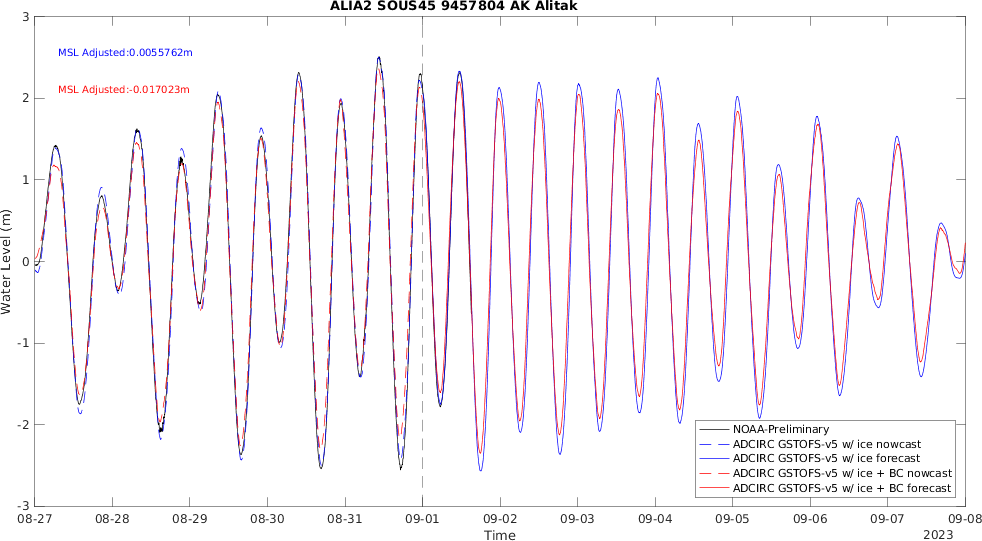 ALIA2 SOUS45 9457804 AK Alitak
MSL Adjusted:0.0055762m
MSL Adjusted:-0.017023m
3
2
1
0
-1
-2
-3
Water Level (m)
NOAA-Preliminary
ADCIRC GSTOFS-v5 w/ ice nowcast
ADCIRC GSTOFS-v5 w/ ice forecast
ADCIRC GSTOFS-v5 w/ ice + BC nowcast
ADCIRC GSTOFS-v5 w/ ice + BC forecast
08-27 08-28 08-29 08-30 08-31 09-01 09-02 09-03 09-04 09-05 09-06 09-07 09-08
Time
2023